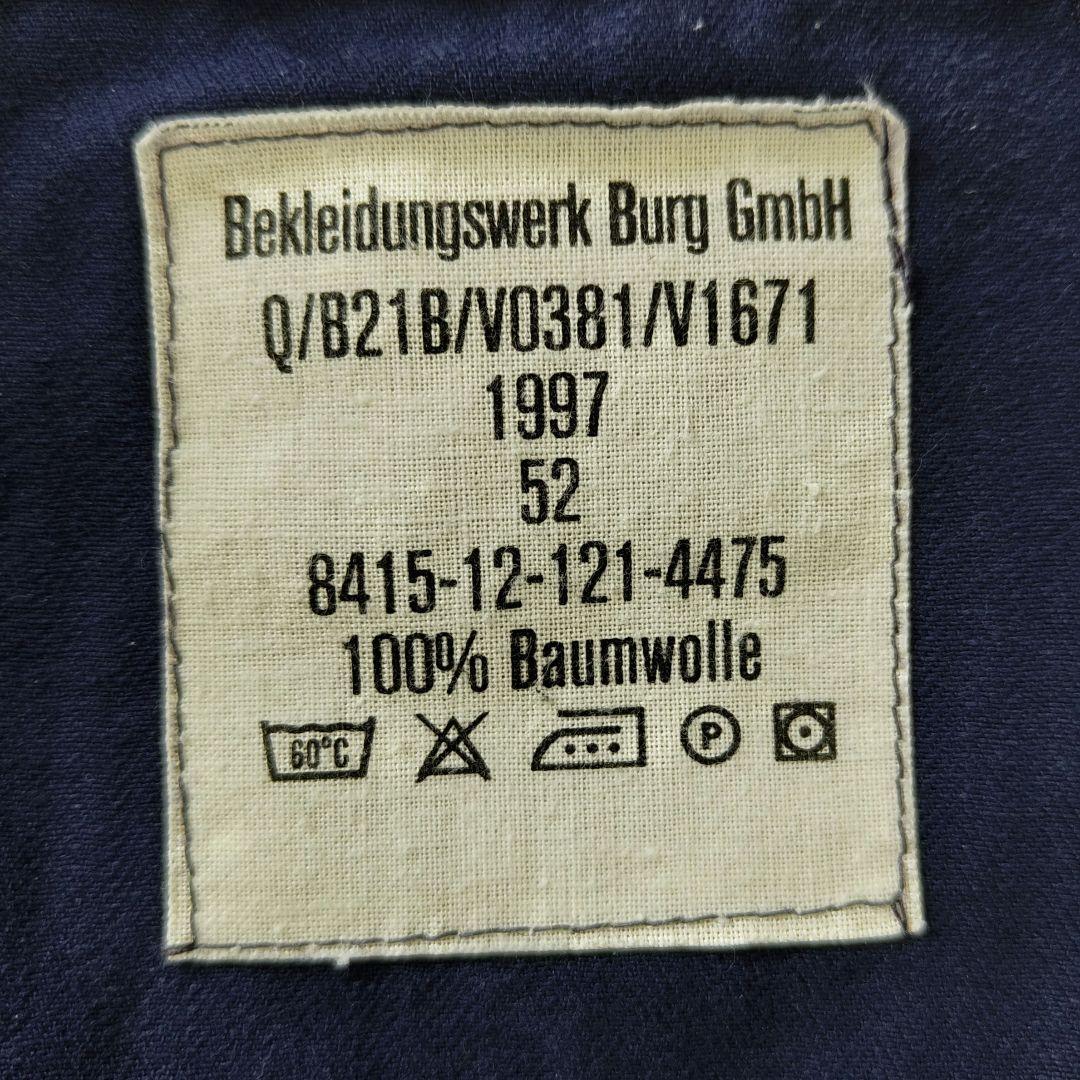 Bekleidungswerk Burg GmbH
Q/B21B/V0381/V1671
1997
52
8415-12-121-4475
100% Baumwolle
60°C P